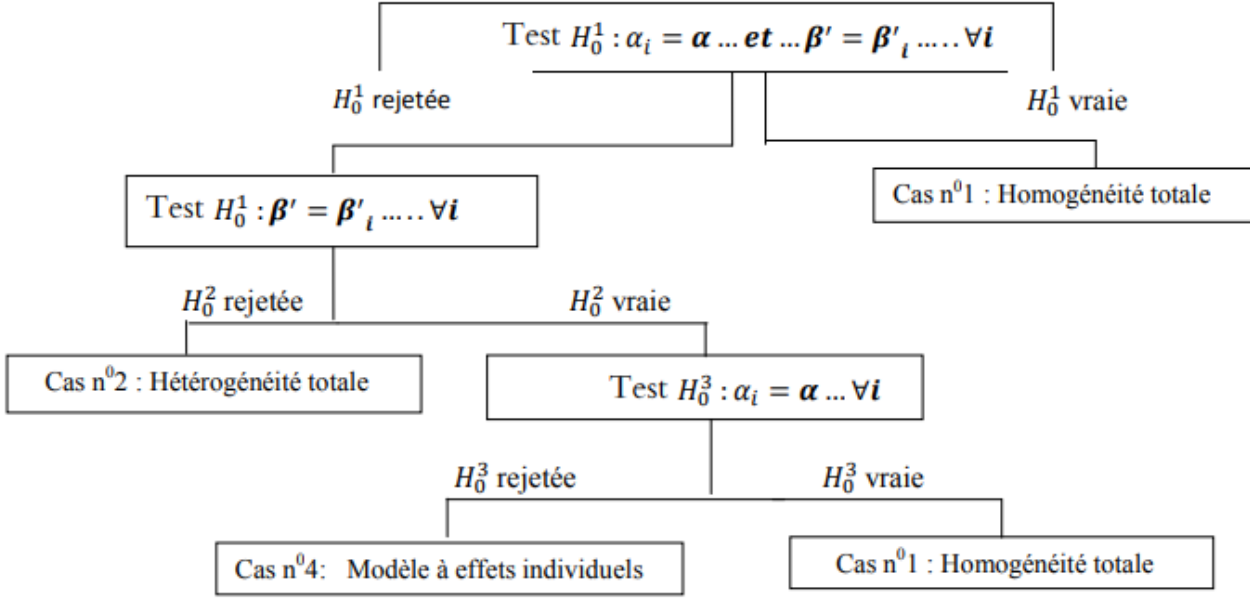 Test H₀¹ : αᵢ = α ... et ... β′ = β′ᵢ ..... ∀i
H₀¹ rejetée
H₀¹ vraie
Cas n⁰1 : Homogénéité totale
Test H₀¹ : β′ = β′ᵢ ..... ∀i
H₀² rejetée
H₀² vraie
Cas n⁰2 : Hétérogénéité totale
Test H₀³ : αᵢ = α ... ∀i
H₀³ rejetée
H₀³ vraie
Cas n⁰4: Modèle à effets individuels
Cas n⁰1 : Homogénéité totale